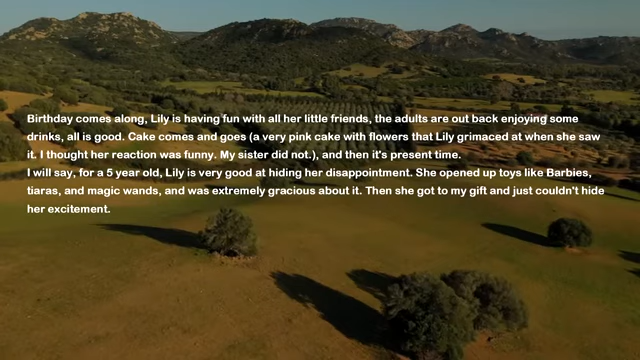 Birthday comes along, Lily is having fun with all her little friends, the adults are out back enjoying some
drinks, all is good. Cake comes and goes (a very pink cake with flowers that Lily grimaced at when she saw
it. I thought her reaction was funny. My sister did not.), and then it's present time.
I will say, for a 5 year old, Lily is very good at hiding her disappointment. She opened up toys like Barbies,
tiaras, and magic wands, and was extremely gracious about it. Then she got to my gift and just couldn't hide
her excitement.